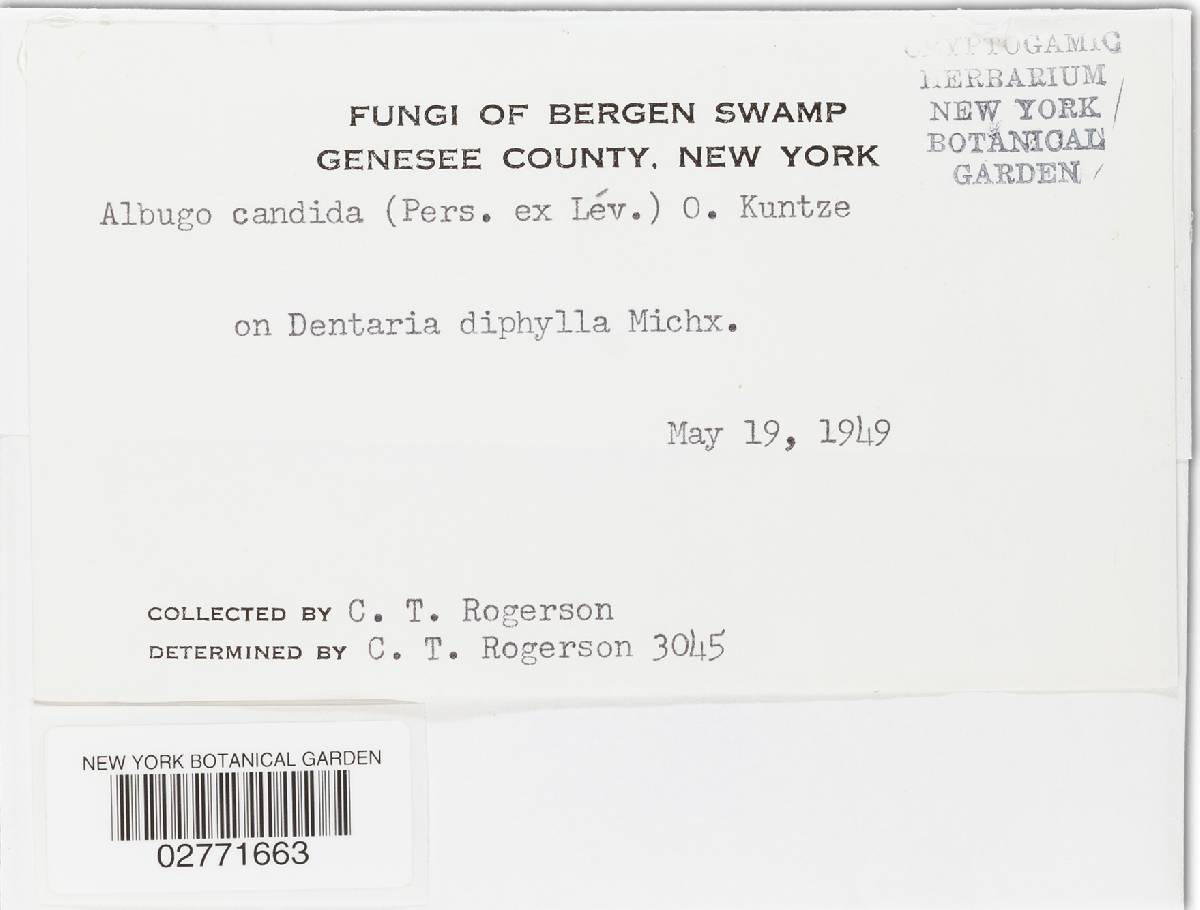 CRYPTOGAMIC
HERBARIUM
NEW YORK
BOTANICAL
GARDEN
FUNGI OF BERGEN SWAMP
GENESEE COUNTY, NEW YORK
Albugo candida (Pers. ex Lév.) O. Kuntze
on Dentaria diphylla Michx.
May 19, 1949
COLLECTED BY C. T. Rogerson
DETERMINED BY C. T. Rogerson 3045
NEW YORK BOTANICAL GARDEN
02771663